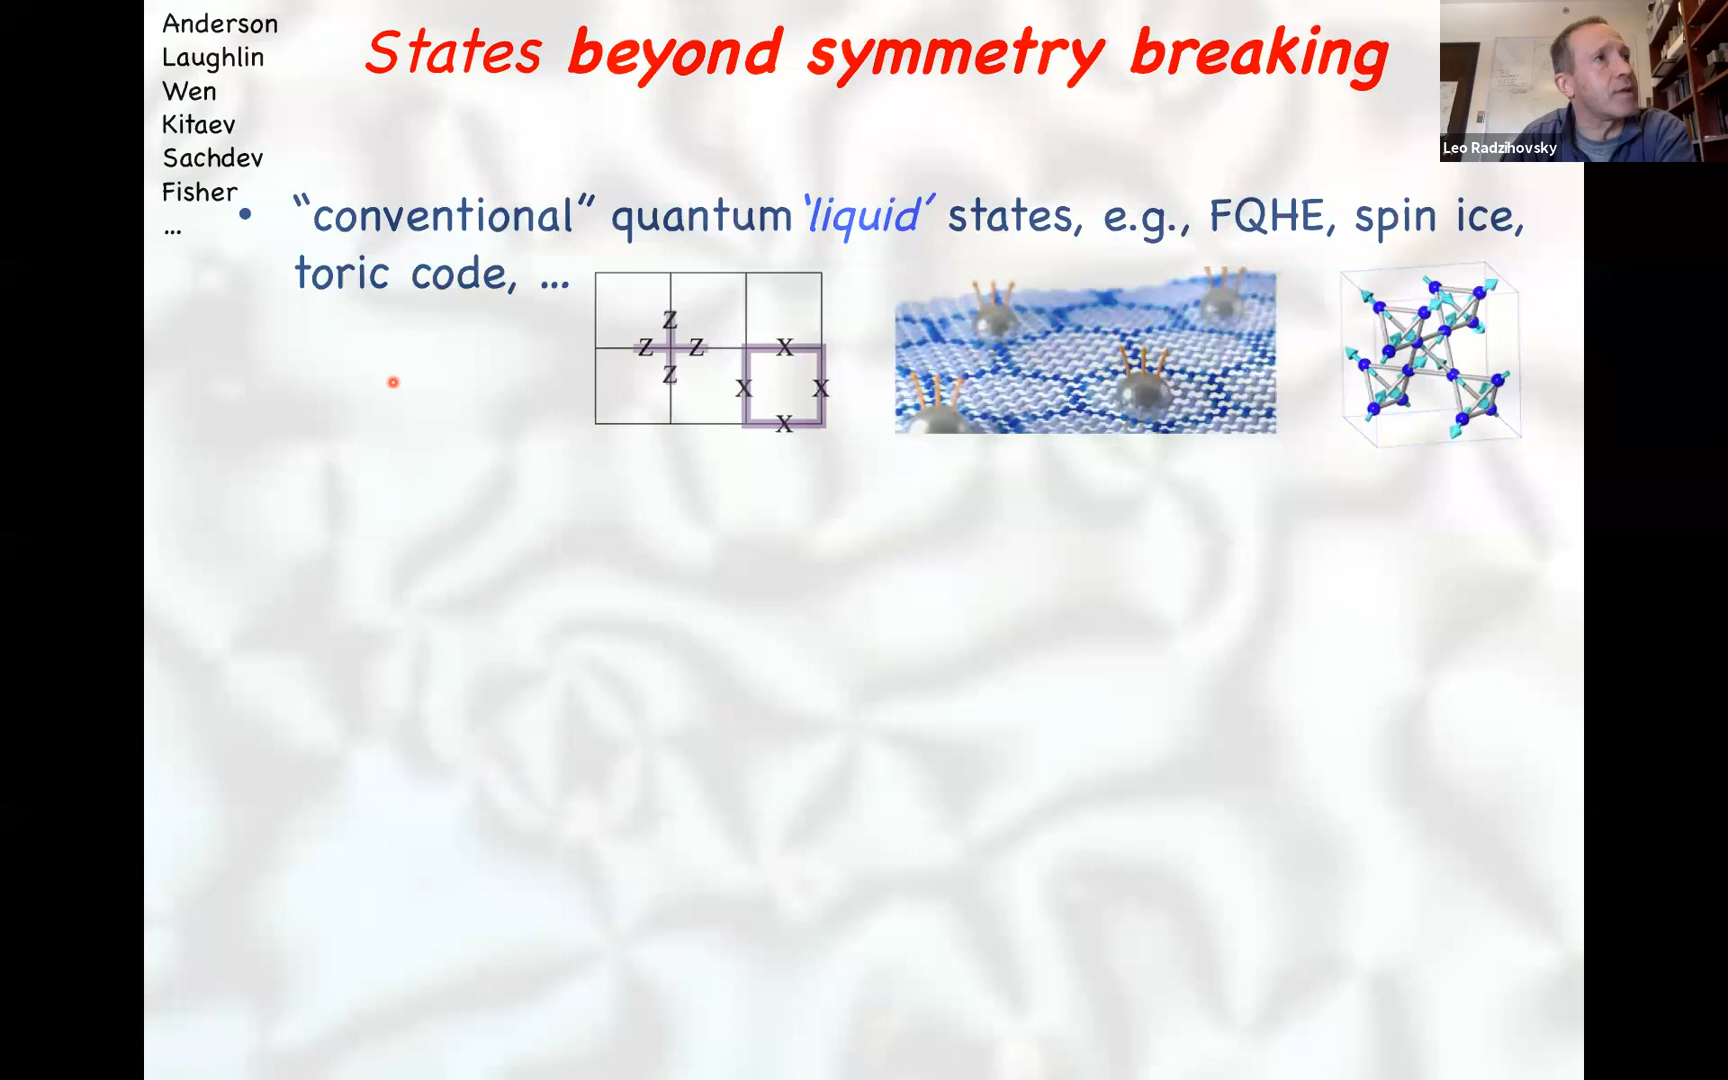 Anderson
Laughlin
Wen
Kitaev
Sachdev
Fisher
...
States beyond symmetry breaking
Leo Radzihovsky
• “conventional” quantum ‘liquid’ states, e.g., FQHE, spin ice,
toric code, ...
Z
Z Z
Z
X
X X
X